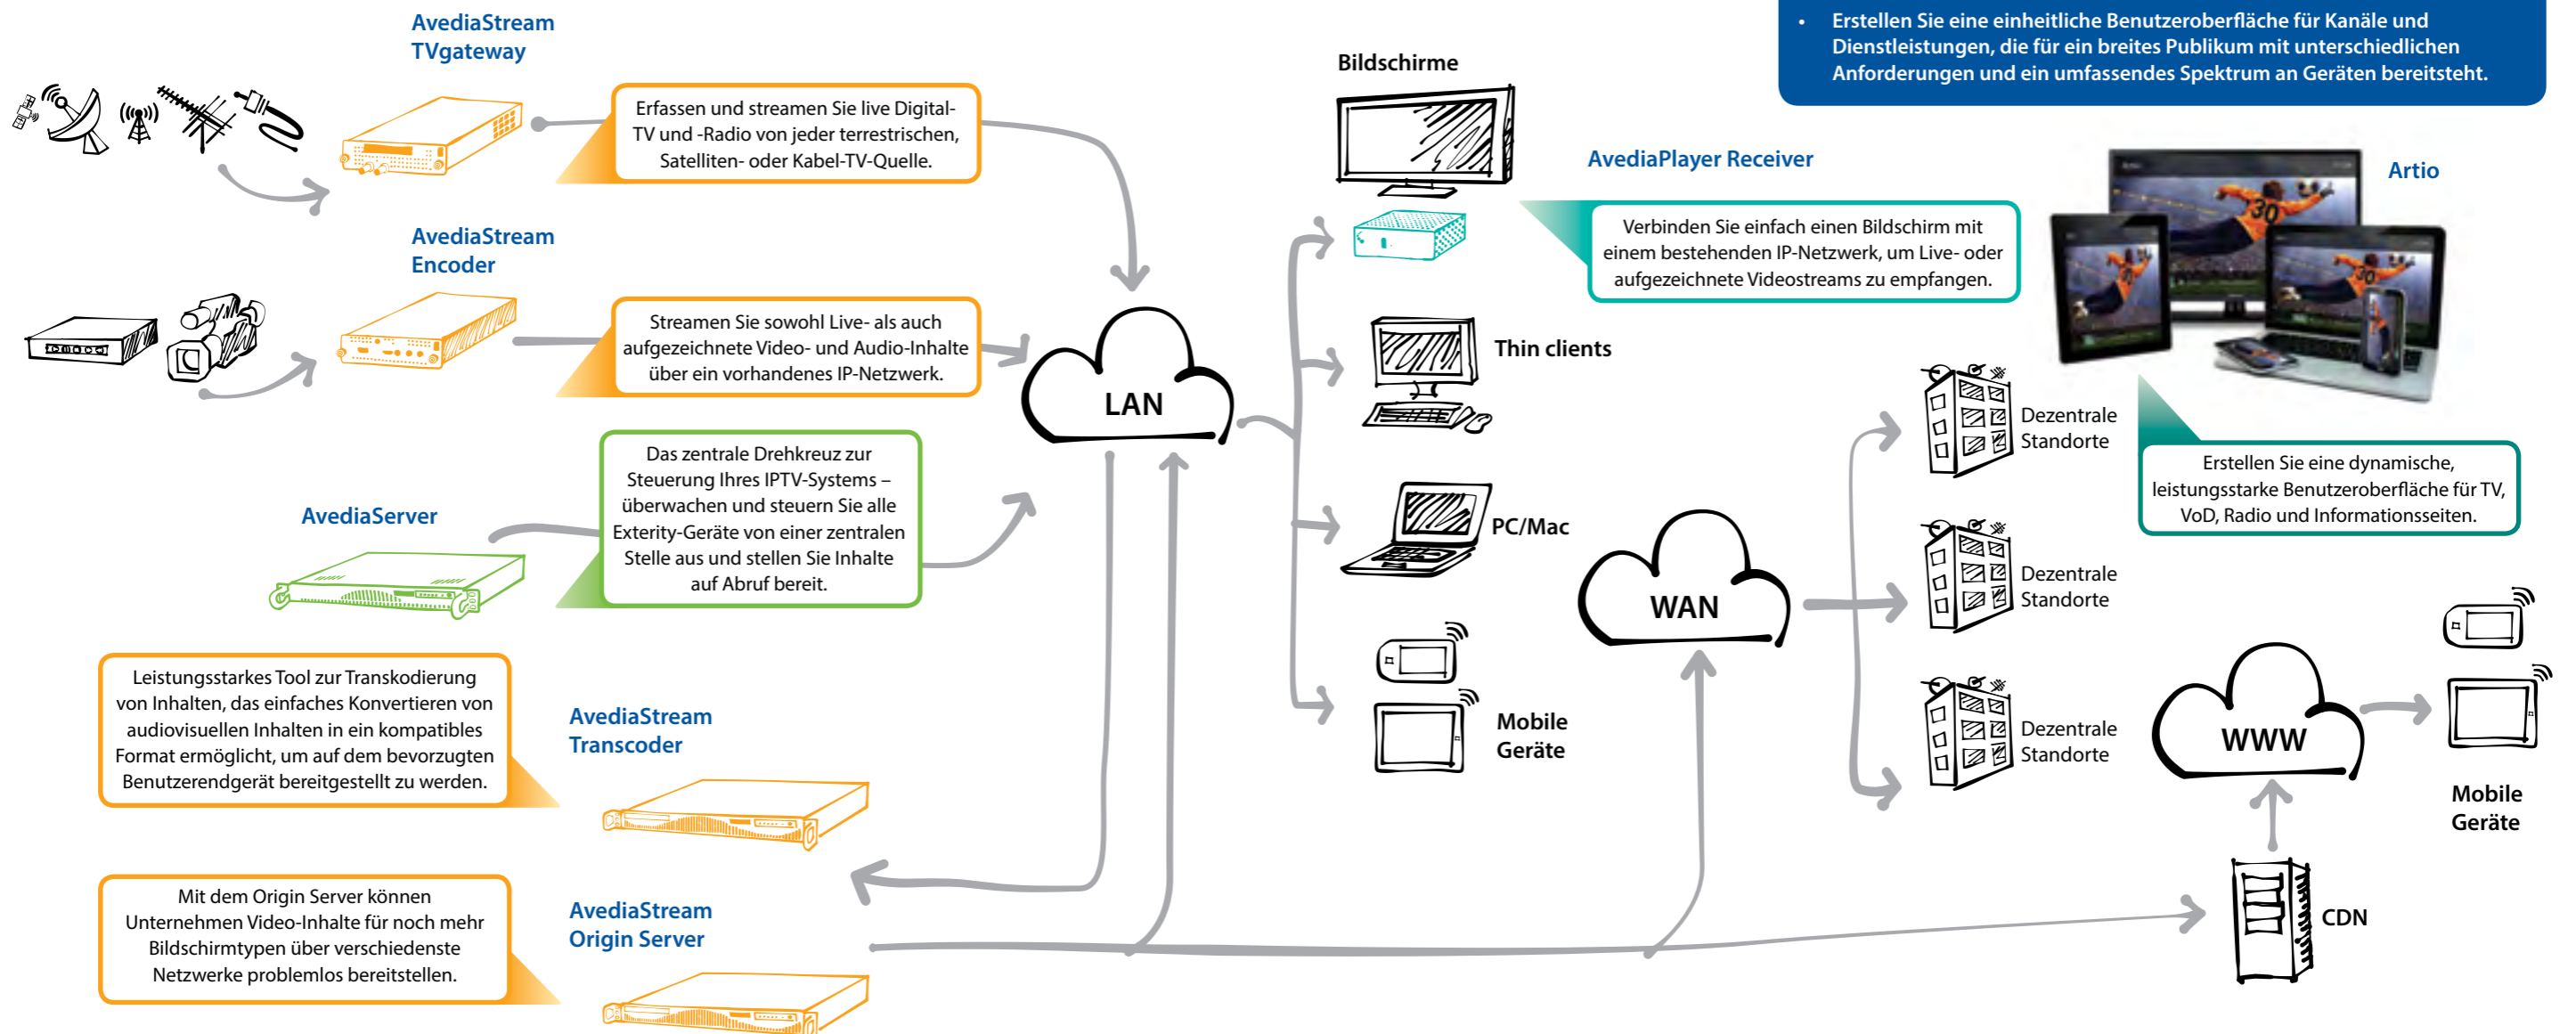 AvediaStream
TVgateway
Erfassen und streamen Sie live Digital-
TV und -Radio von jeder terrestrischen,
Satelliten- oder Kabel-TV-Quelle.
AvediaStream
Encoder
Streamen Sie sowohl Live- als auch
aufgezeichnete Video- und Audio-Inhalte
über ein vorhandenes IP-Netzwerk.
AvediaServer
Das zentrale Drehkreuz zur
Steuerung Ihres IPTV-Systems –
überwachen und steuern Sie alle
Exterity-Geräte von einer zentralen
Stelle aus und stellen Sie Inhalte
auf Abruf bereit.
Leistungsstarkes Tool zur Transkodierung
von Inhalten, das einfaches Konvertieren von
audiovisuellen Inhalten in ein kompatibles
Format ermöglicht, um auf dem bevorzugten
Benutzerendgerät bereitgestellt zu werden.
AvediaStream
Transcoder
Mit dem Origin Server können
Unternehmen Video-Inhalte für noch mehr
Bildschirmtypen über verschiedenste
Netzwerke problemlos bereitstellen.
AvediaStream
Origin Server
LAN
Bildschirme
AvediaPlayer Receiver
Verbinden Sie einfach einen Bildschirm mit
einem bestehenden IP-Netzwerk, um Live- oder
aufgezeichnete Videostreams zu empfangen.
Thin clients
PC/Mac
Mobile
Geräte
• Erstellen Sie eine einheitliche Benutzeroberfläche für Kanäle und
Dienstleistungen, die für ein breites Publikum mit unterschiedlichen
Anforderungen und ein umfassendes Spektrum an Geräten bereitsteht.
Artio
30
30
Erstellen Sie eine dynamische,
leistungsstarke Benutzeroberfläche für TV,
VoD, Radio und Informationsseiten.
WAN
Dezentrale
Standorte
Dezentrale
Standorte
Dezentrale
Standorte
WWW
Mobile
Geräte
CDN